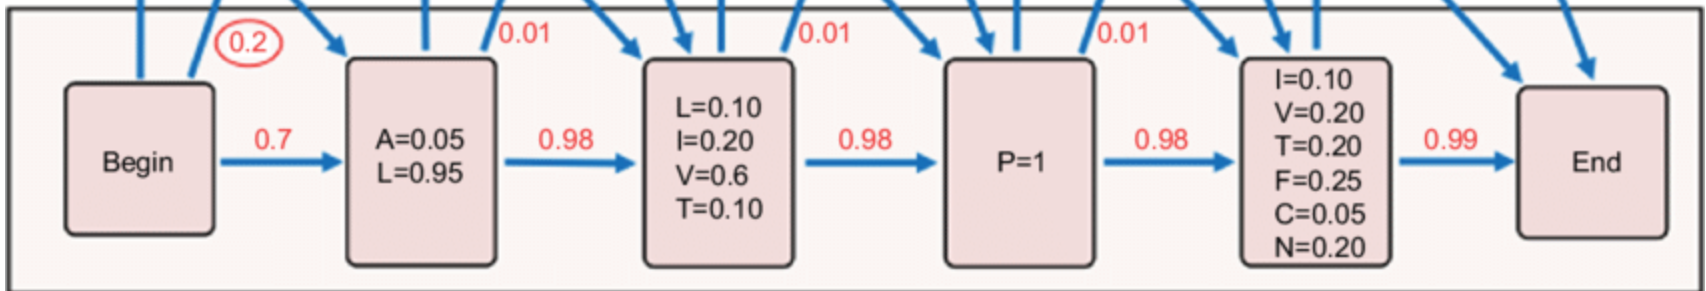 0.2
0.01
0.01
0.01
Begin
0.7
A=0.05
L=0.95
0.98
L=0.10
I=0.20
V=0.6
T=0.10
0.98
P=1
0.98
I=0.10
V=0.20
T=0.20
F=0.25
C=0.05
N=0.20
0.99
End